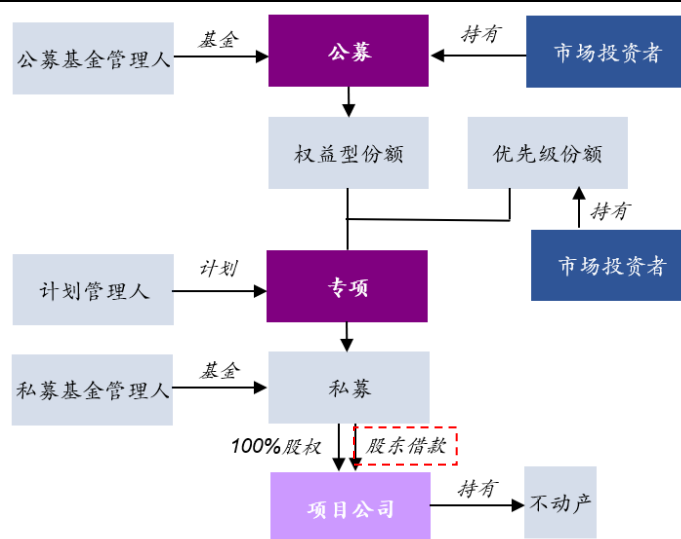 公募基金管理人
基金
公募
持有
市场投资者
权益型份额
优先级份额
持有
市场投资者
计划管理人
计划
专项
私募基金管理人
基金
私募
100%股权
股东借款
项目公司
持有
不动产